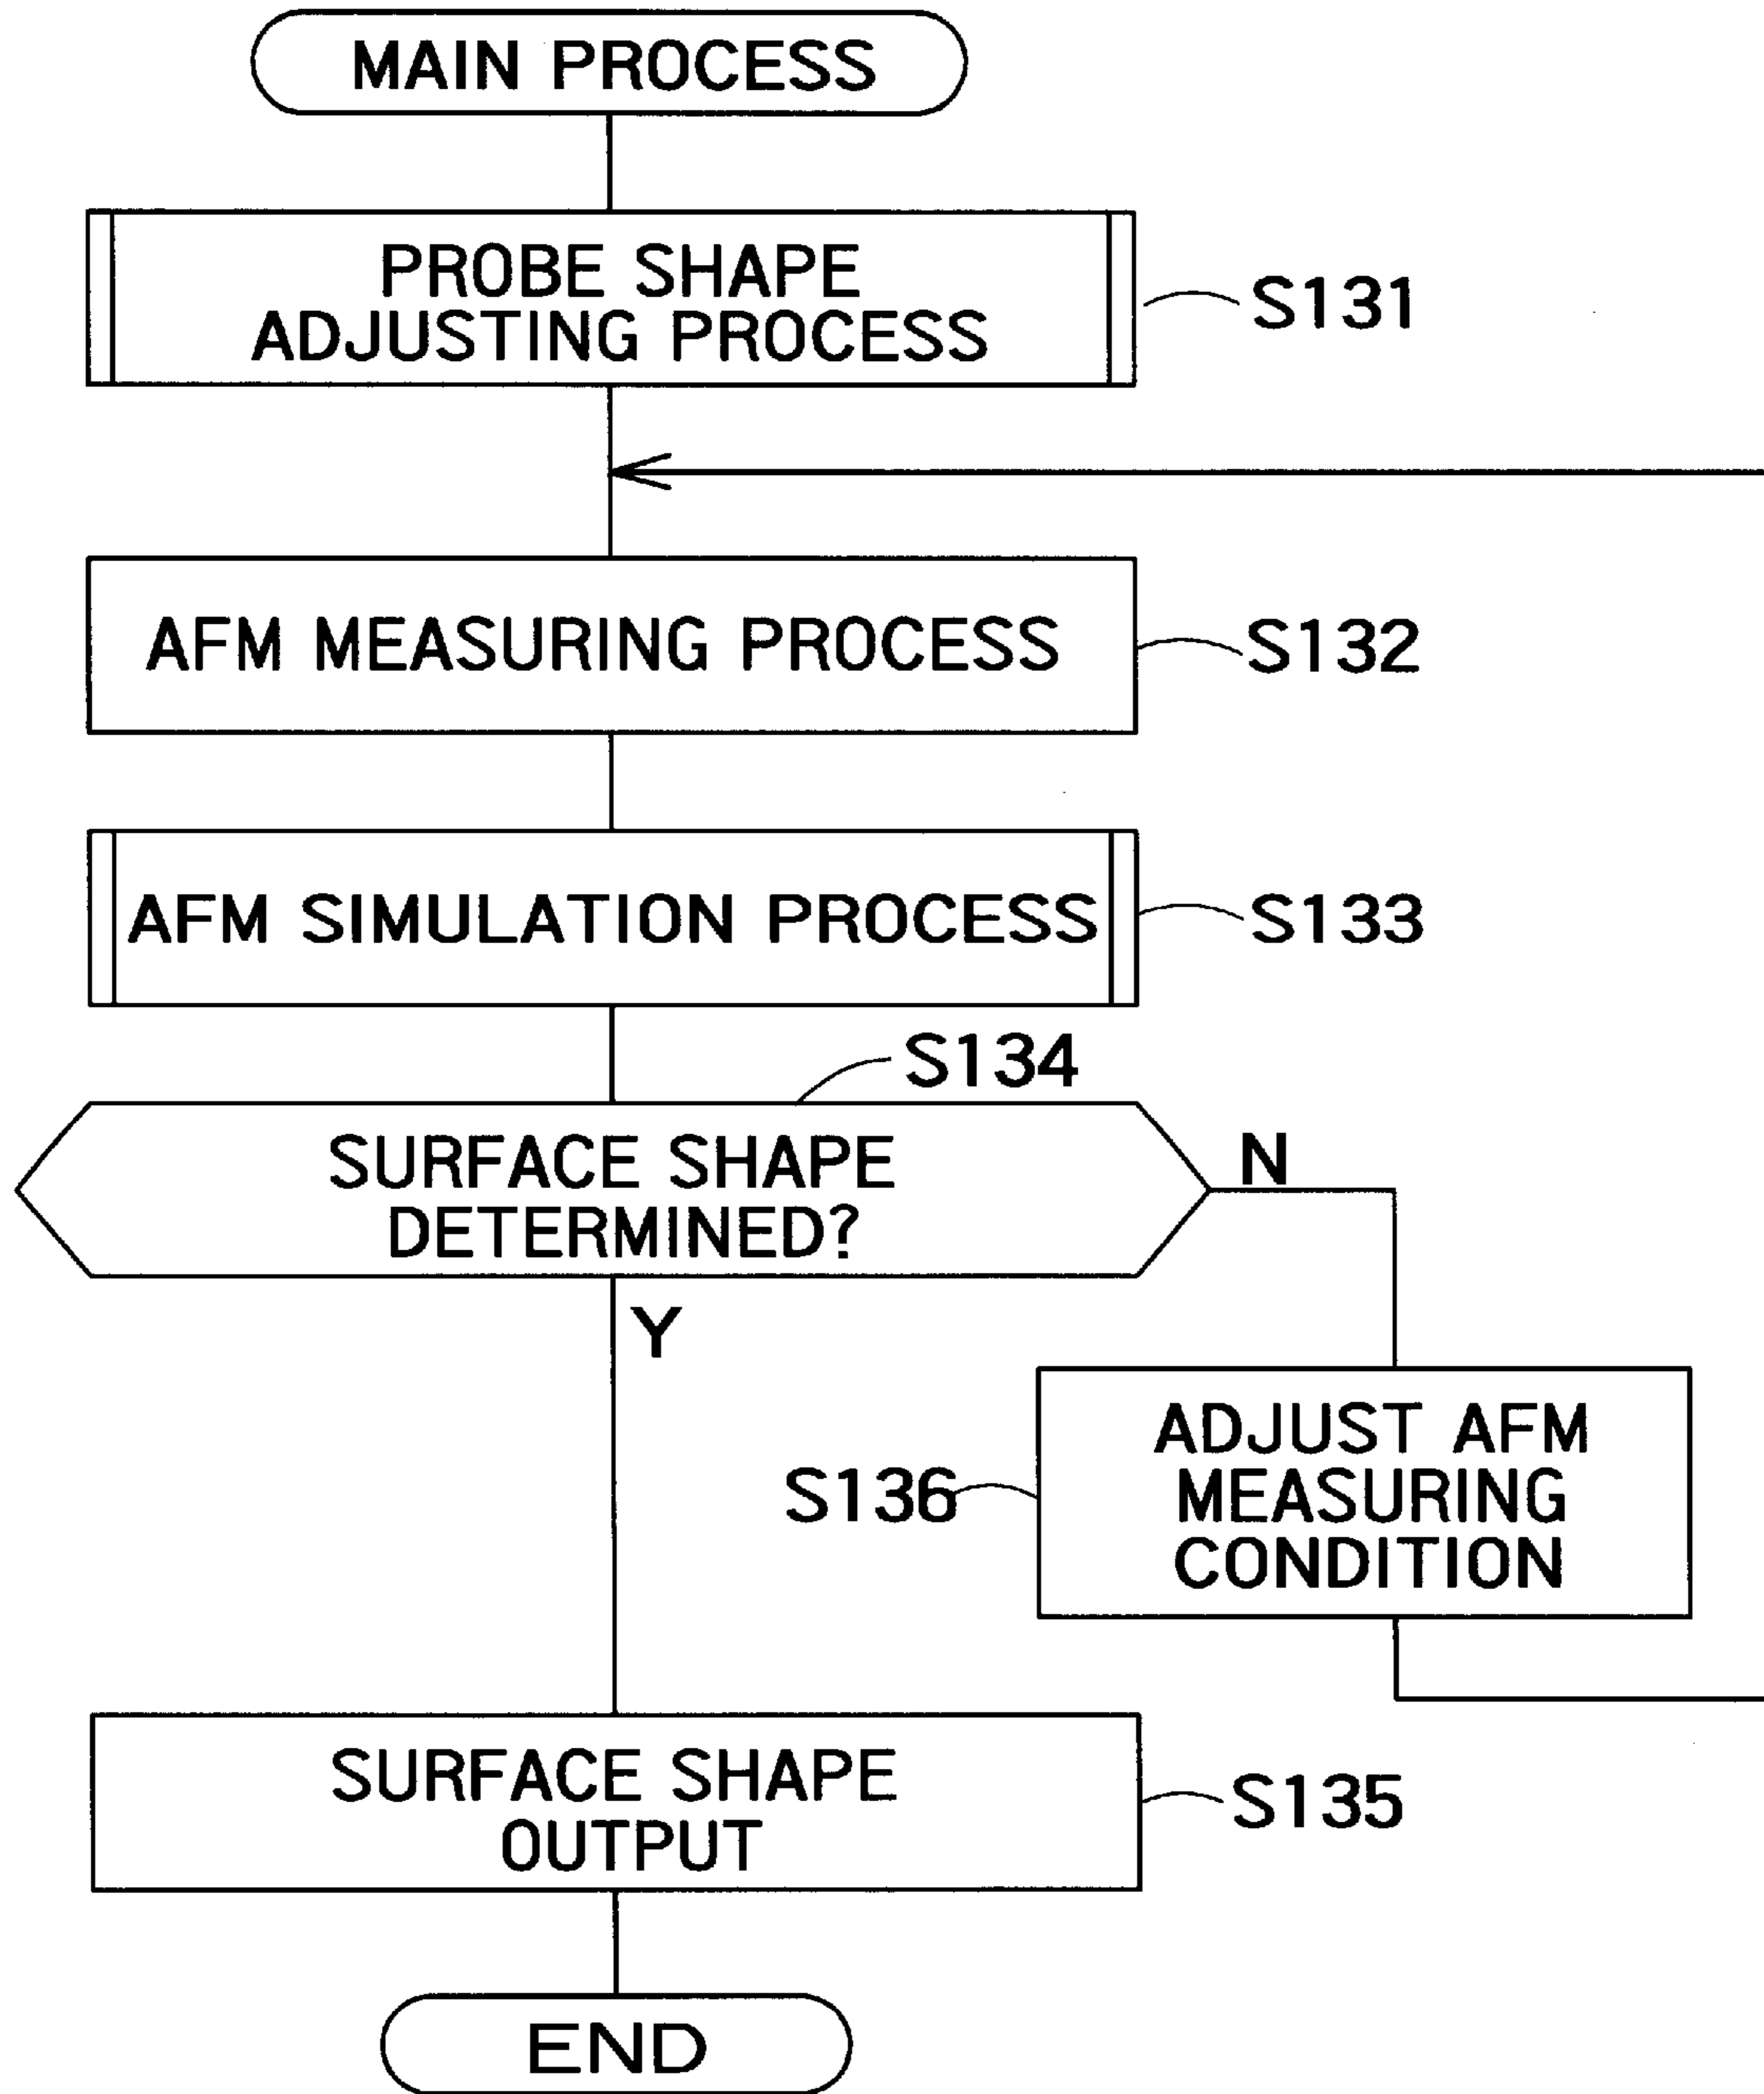 MAIN PROCESS
PROBE SHAPE
ADJUSTING PROCESS
S131
AFM MEASURING PROCESS
S132
AFM SIMULATION PROCESS
S133
S134
SURFACE SHAPE
DETERMINED?
N
Y
ADJUST AFM
MEASURING
CONDITION
S136
SURFACE SHAPE
OUTPUT
S135
END